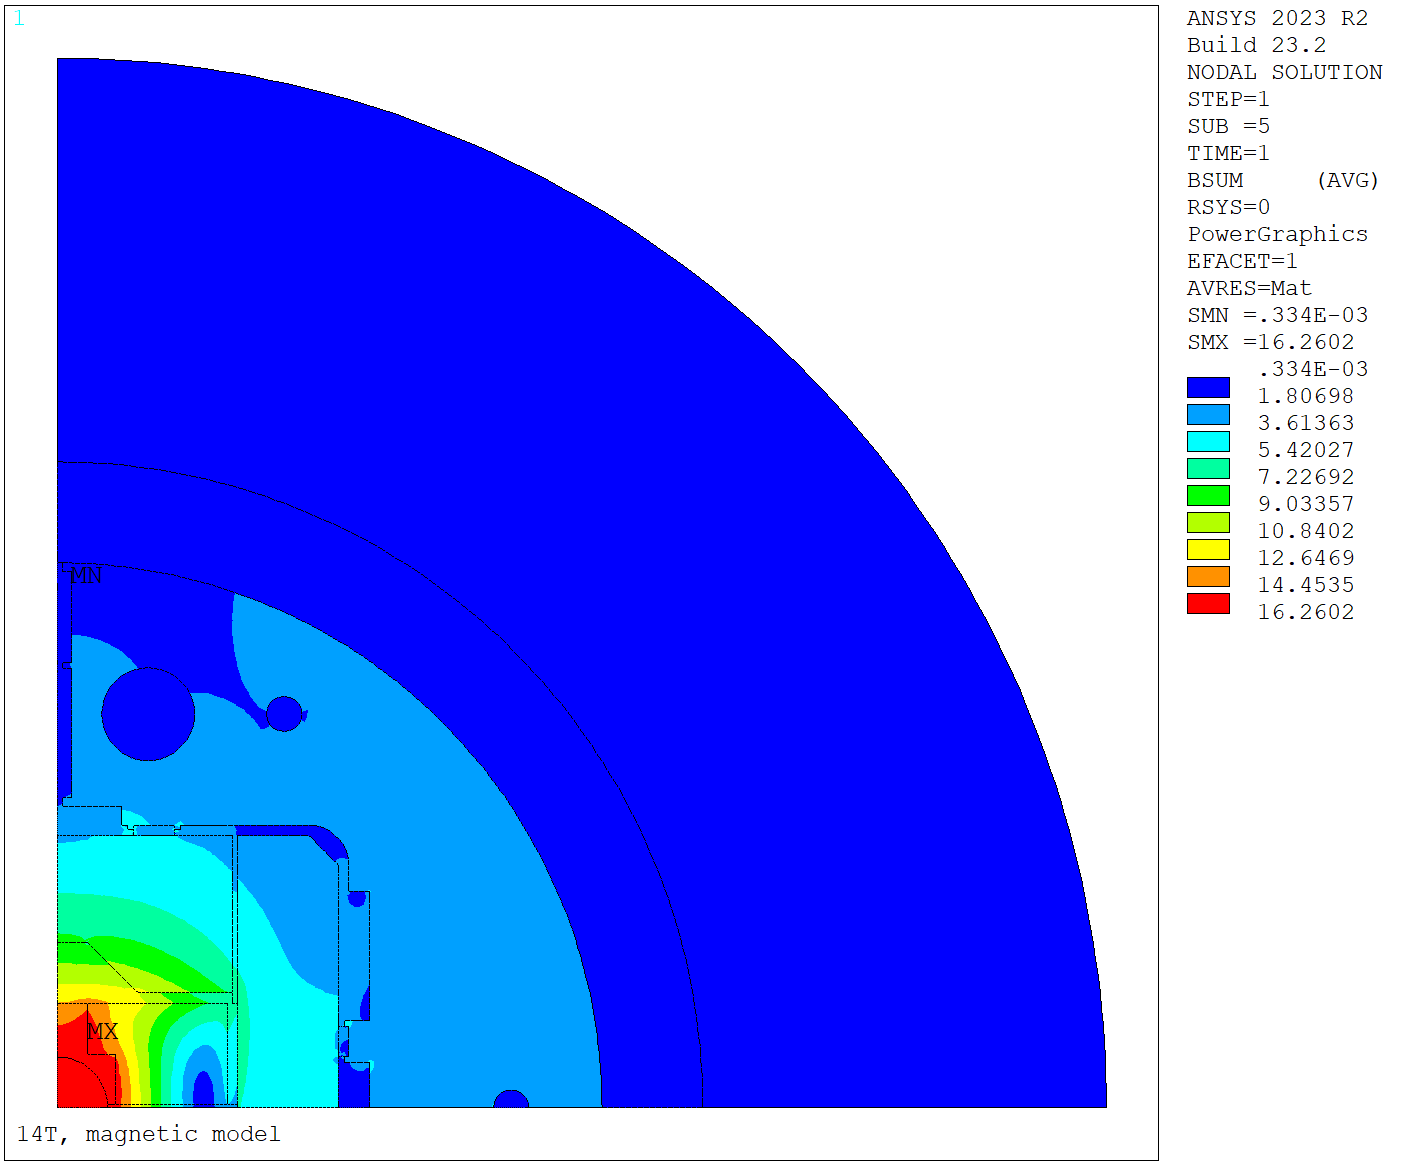 1
ANSYS 2023 R2
Build 23.2
NODAL SOLUTION
STEP=1
SUB =5
TIME=1
BSUM (AVG)
RSYS=0
PowerGraphics
EFACET=1
AVRES=Mat
SMN =.334E-03
SMX =16.2602
.334E-03
1.80698
3.61363
5.42027
7.22692
9.03357
10.8402
12.6469
14.4535
16.2602
MN
MX
14T, magnetic model